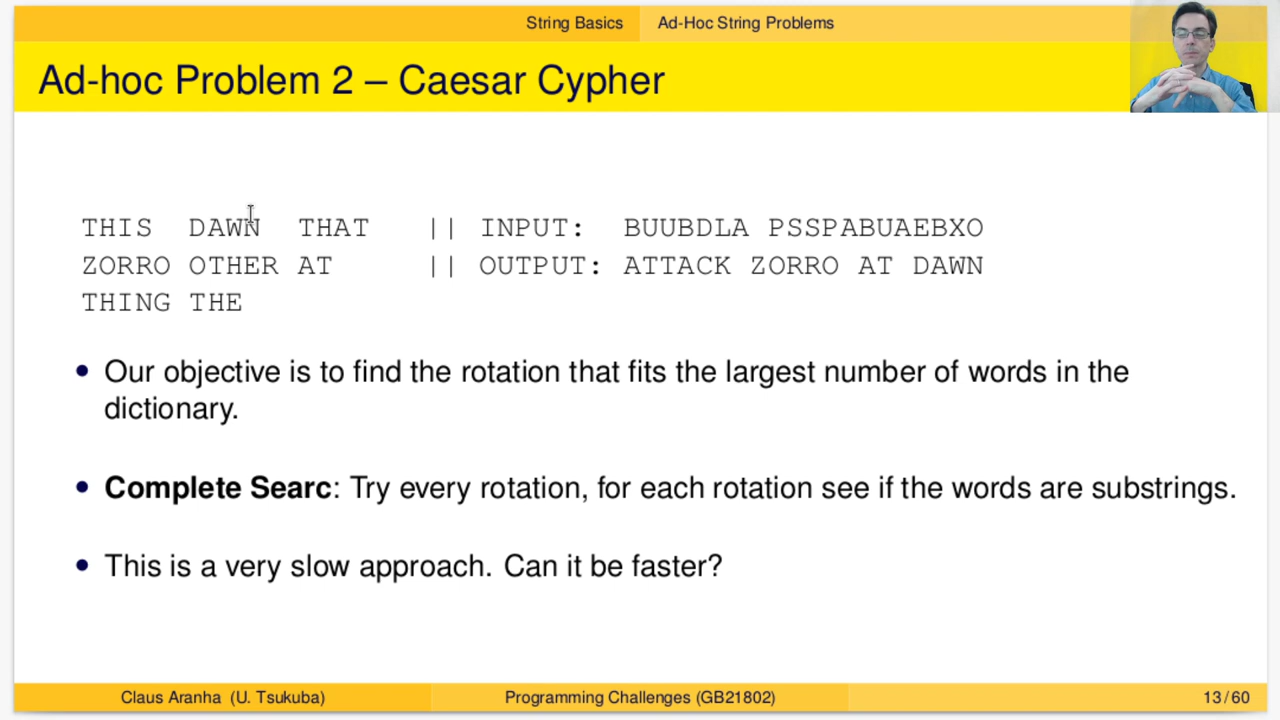 String Basics Ad-Hoc String Problems
Ad-hoc Problem 2 – Caesar Cypher
THIS DAWN THAT || INPUT: BUUBDLA PSSPABUAEBXO
ZORRO OTHER AT || OUTPUT: ATTACK ZORRO AT DAWN
THING THE
• Our objective is to find the rotation that fits the largest number of words in the
dictionary.
• Complete Searc: Try every rotation, for each rotation see if the words are substrings.
• This is a very slow approach. Can it be faster?
Claus Aranha (U. Tsukuba) Programming Challenges (GB21802) 13/60